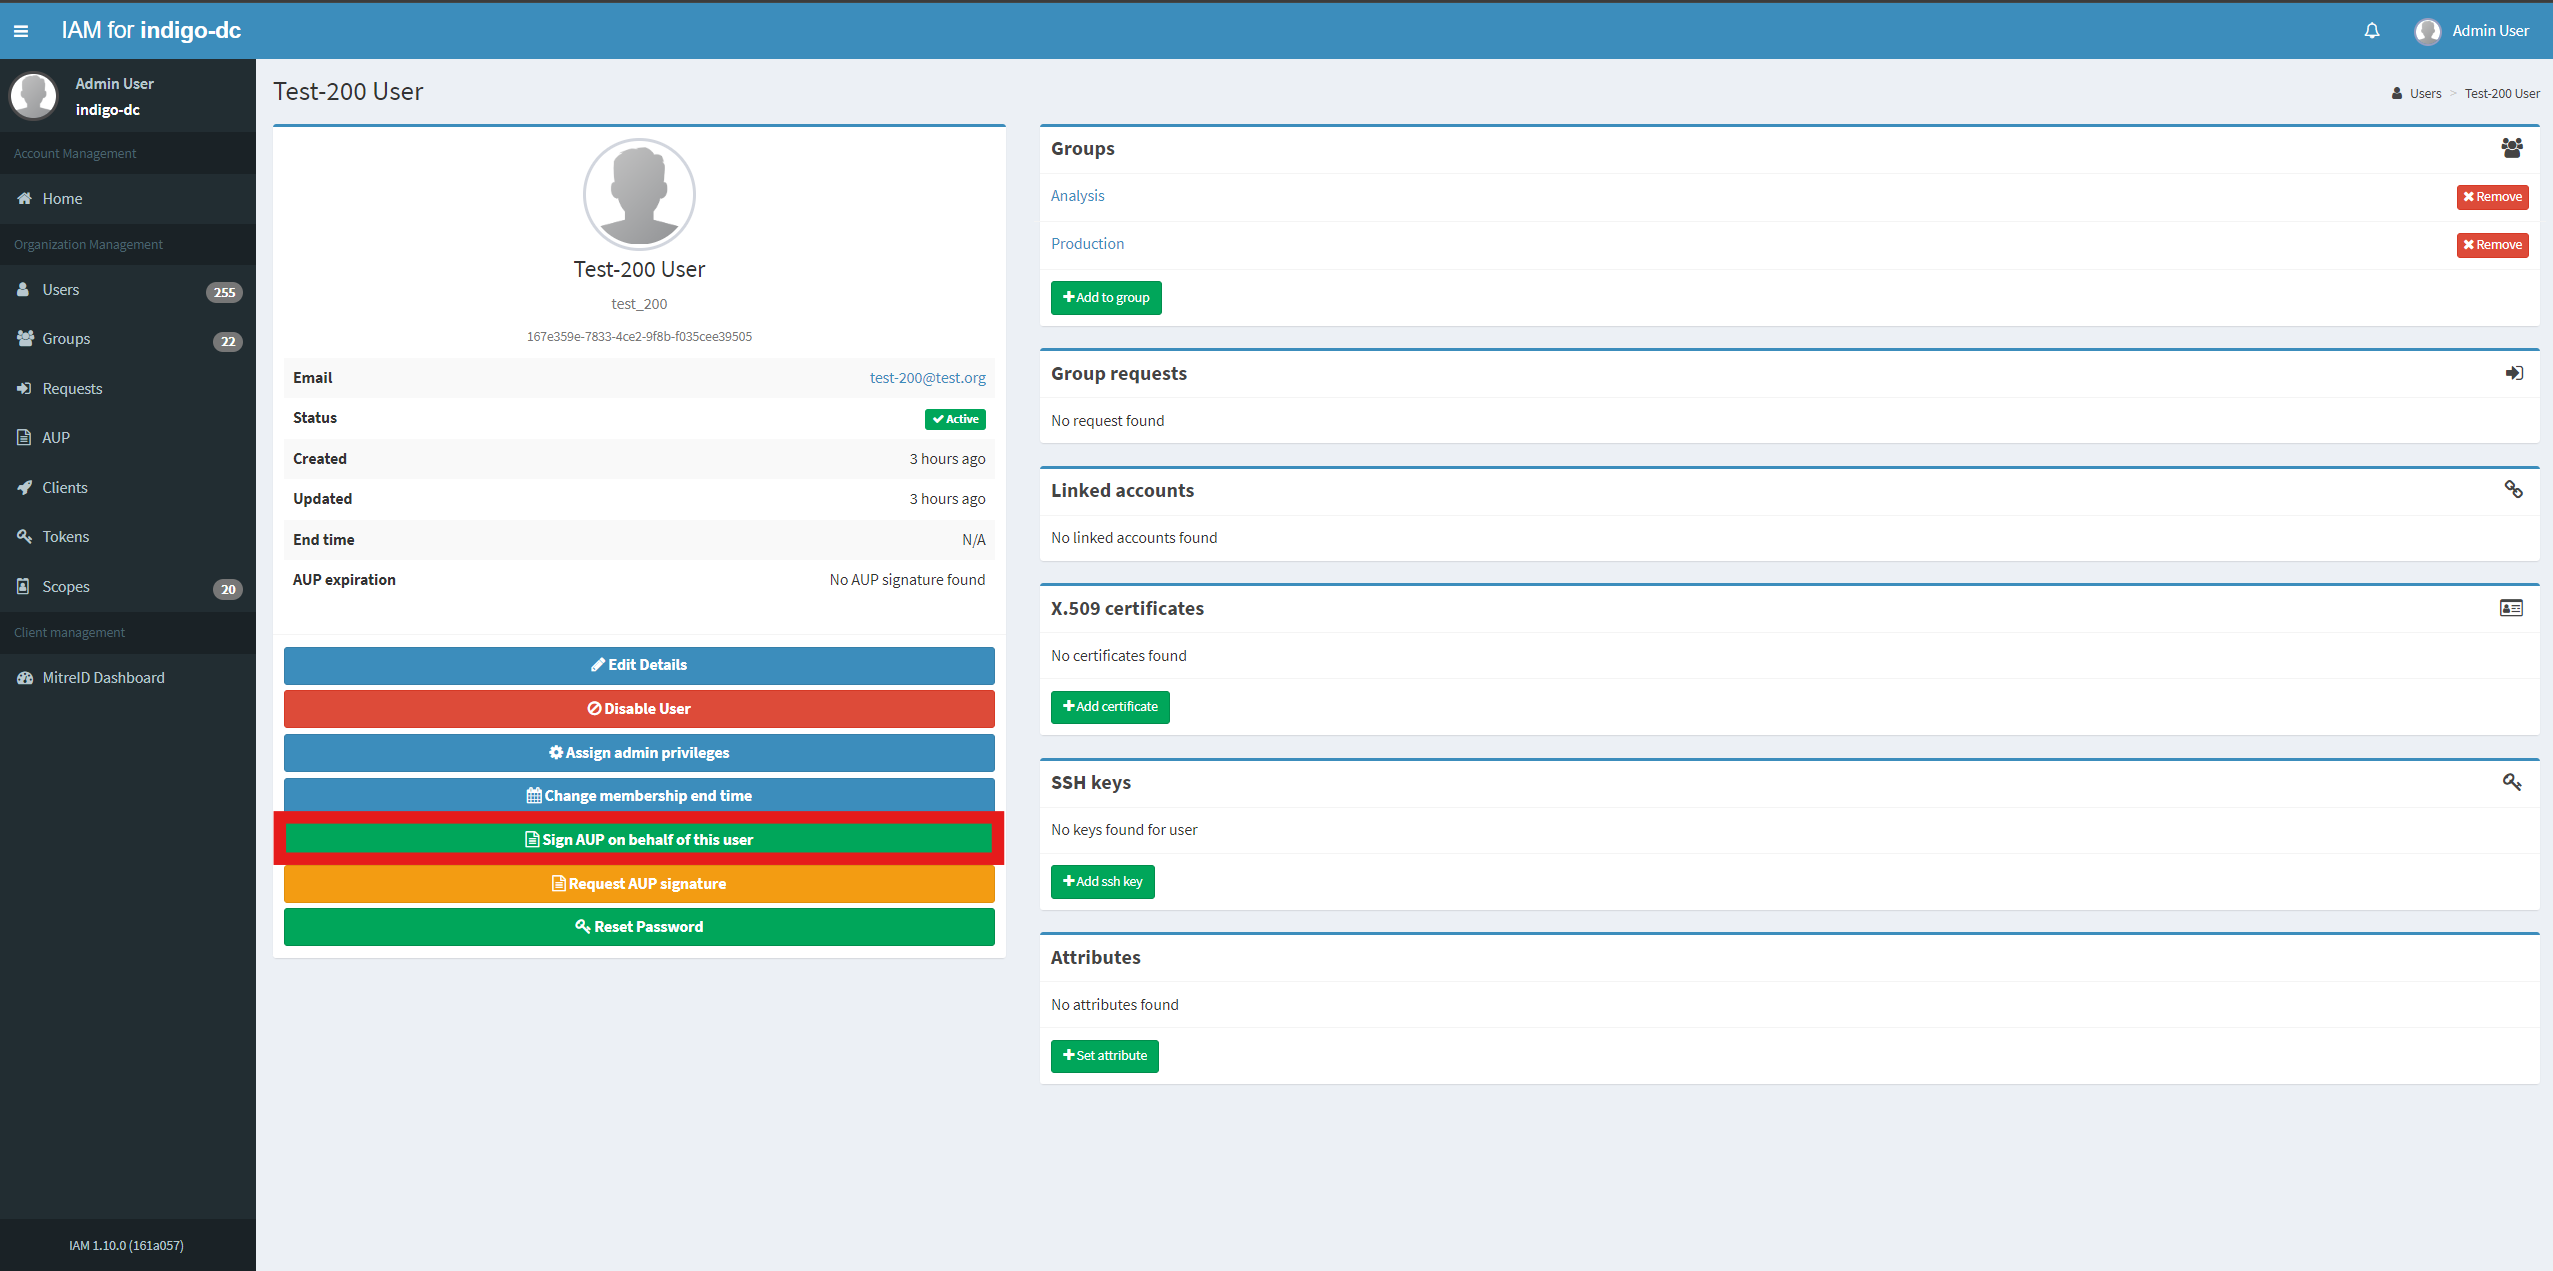 IAM for indigo-dc
Admin User
Admin User
indigo-dc
Account Management
Home
Organization Management
Users 255
Groups 22
Requests
AUP
Clients
Tokens
Scopes 20
Client management
MitreID Dashboard
IAM 1.10.0 (161a057)
Test-200 User
Users > Test-200 User
Test-200 User
test_200
167e359e-7833-4ce2-9f8b-f035cee39505
Email test-200@test.org
Status Active
Created 3 hours ago
Updated 3 hours ago
End time N/A
AUP expiration No AUP signature found
Edit Details
Disable User
Assign admin privileges
Change membership end time
Sign AUP on behalf of this user
Request AUP signature
Reset Password
Groups
Analysis Remove
Production Remove
Add to group
Group requests
No request found
Linked accounts
No linked accounts found
X.509 certificates
No certificates found
Add certificate
SSH keys
No keys found for user
Add ssh key
Attributes
No attributes found
Set attribute